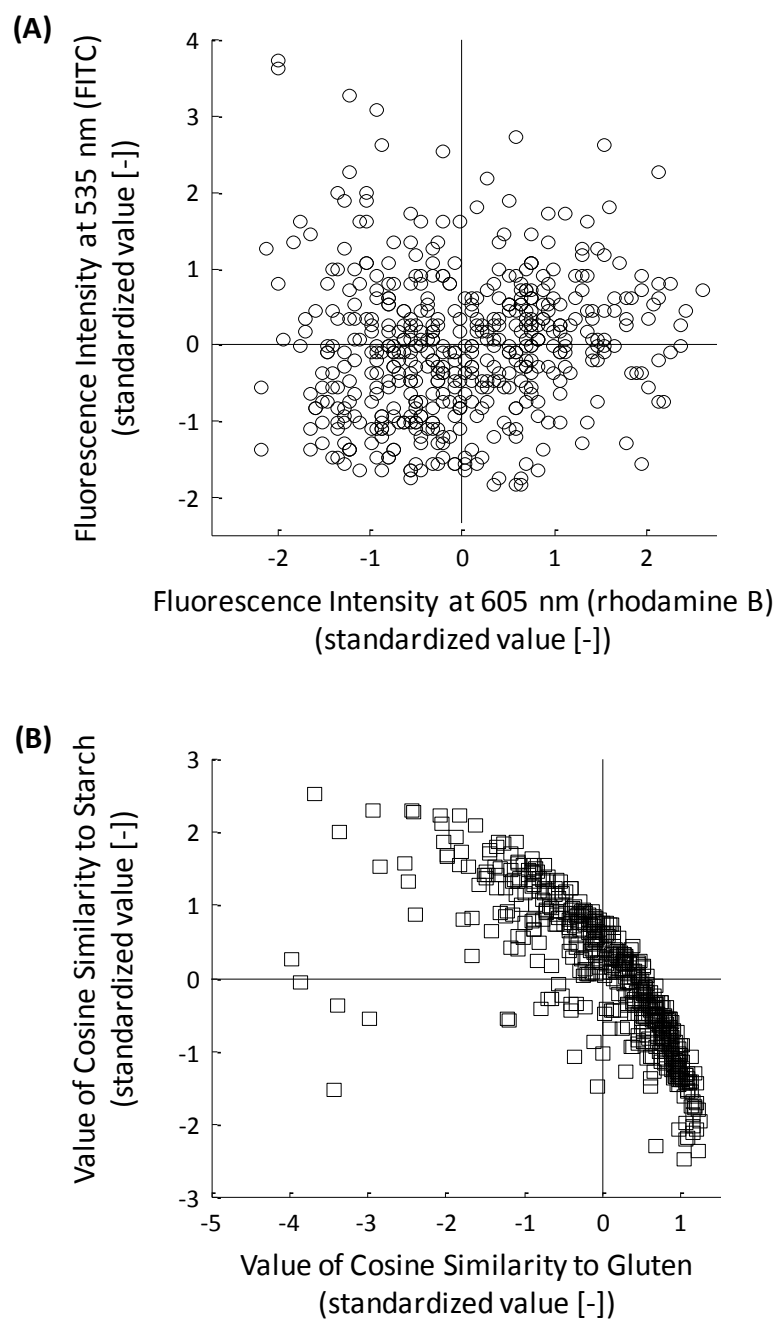 (A)
Fluorescence Intensity at 535 nm (FITC)
(standardized value [-])
4
3
2
1
0
-1
-2
-2 -1 0 1 2
Fluorescence Intensity at 605 nm (rhodamine B)
(standardized value [-])
(B)
Value of Cosine Similarity to Starch
(standardized value [-])
3
2
1
0
-1
-2
-3
-5 -4 -3 -2 -1 0 1
Value of Cosine Similarity to Gluten
(standardized value [-])